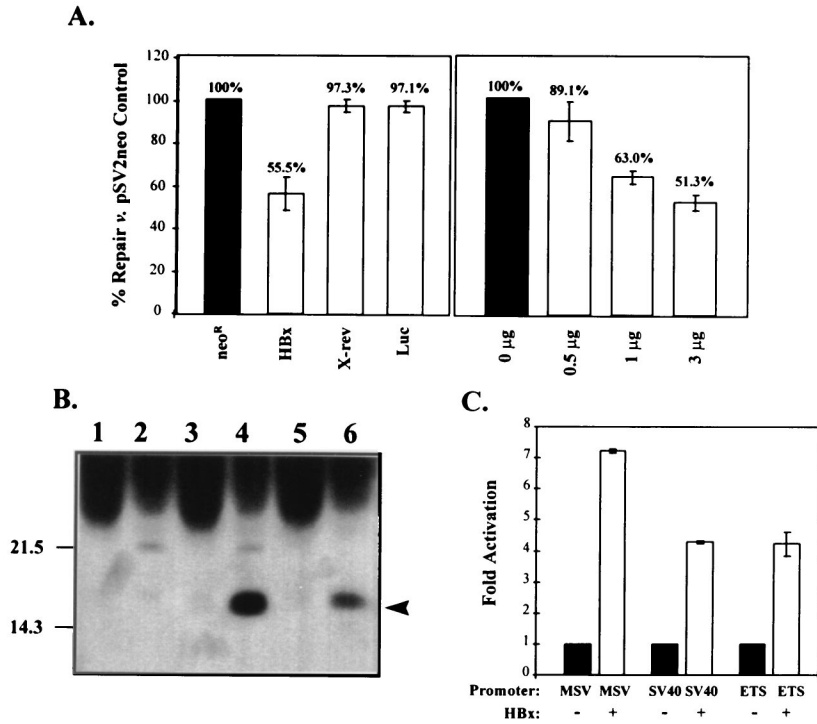 A.
% Repair v. pSV2neo Control
120
100
80
60
40
20
0
100%
55.5%
97.3%
97.1%
100%
89.1%
63.0%
51.3%
neoR
HBx
X-rev
Luc
0 µg
0.5 µg
1 µg
3 µg
B.
1 2 3 4 5 6
21.5
14.3
C.
Fold Activation
8
7
6
5
4
3
2
1
0
Promoter: MSV MSV SV40 SV40 ETS ETS
HBx: - + - + - +